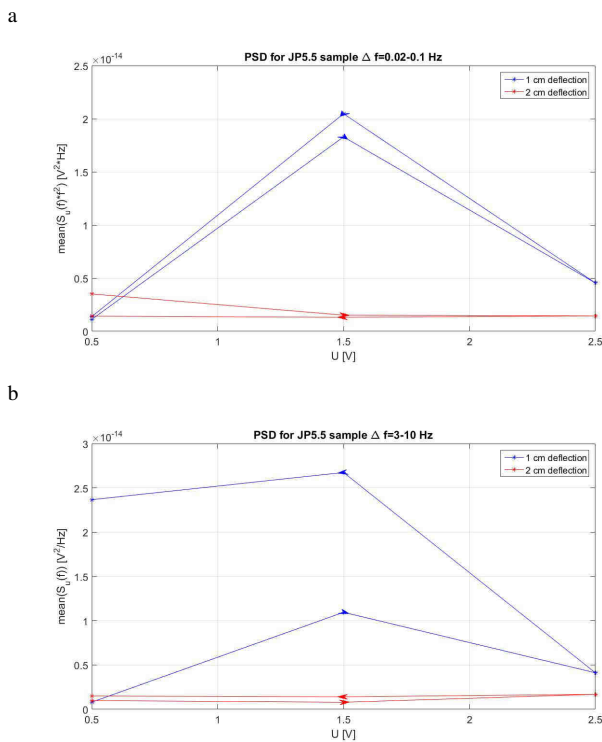 a
PSD for JP5.5 sample Δ f=0.02-0.1 Hz
×10⁻¹⁴
1 cm deflection
2 cm deflection
2.5
2
1.5
1
0.5
0
mean(S_u(f)*f²) [V²*Hz]
0.5 1 1.5 2 2.5
U [V]
b
PSD for JP5.5 sample Δ f=3-10 Hz
×10⁻¹⁴
1 cm deflection
2 cm deflection
3
2.5
2
1.5
1
0.5
0
mean(S_u(f)) [V²/Hz]
0.5 1 1.5 2 2.5
U [V]